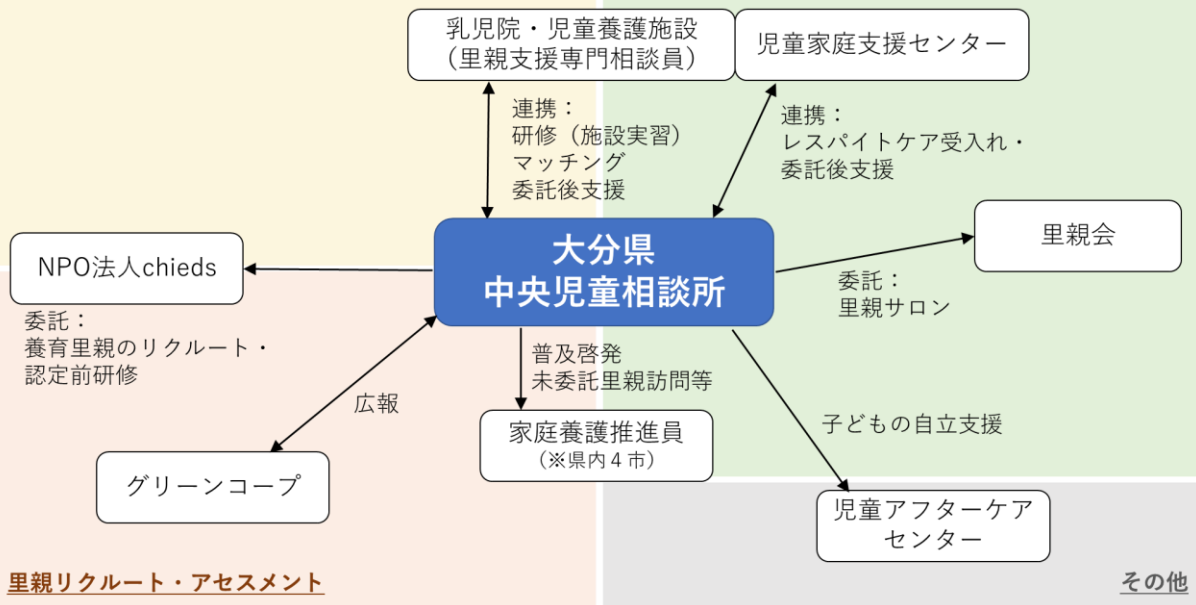 乳児院・児童養護施設
（里親支援専門相談員）
児童家庭支援センター
連携：
研修（施設実習）
マッチング
委託後支援
連携：
レスパイトケア受入れ・
委託後支援
大分県
中央児童相談所
里親会
委託：
里親サロン
NPO法人chieds
委託：
養育里親のリクルート・
認定前研修
広報
グリーンコープ
普及啓発
未委託里親訪問等
家庭養護推進員
（※県内４市）
子どもの自立支援
児童アフターケア
センター
里親リクルート・アセスメント
その他